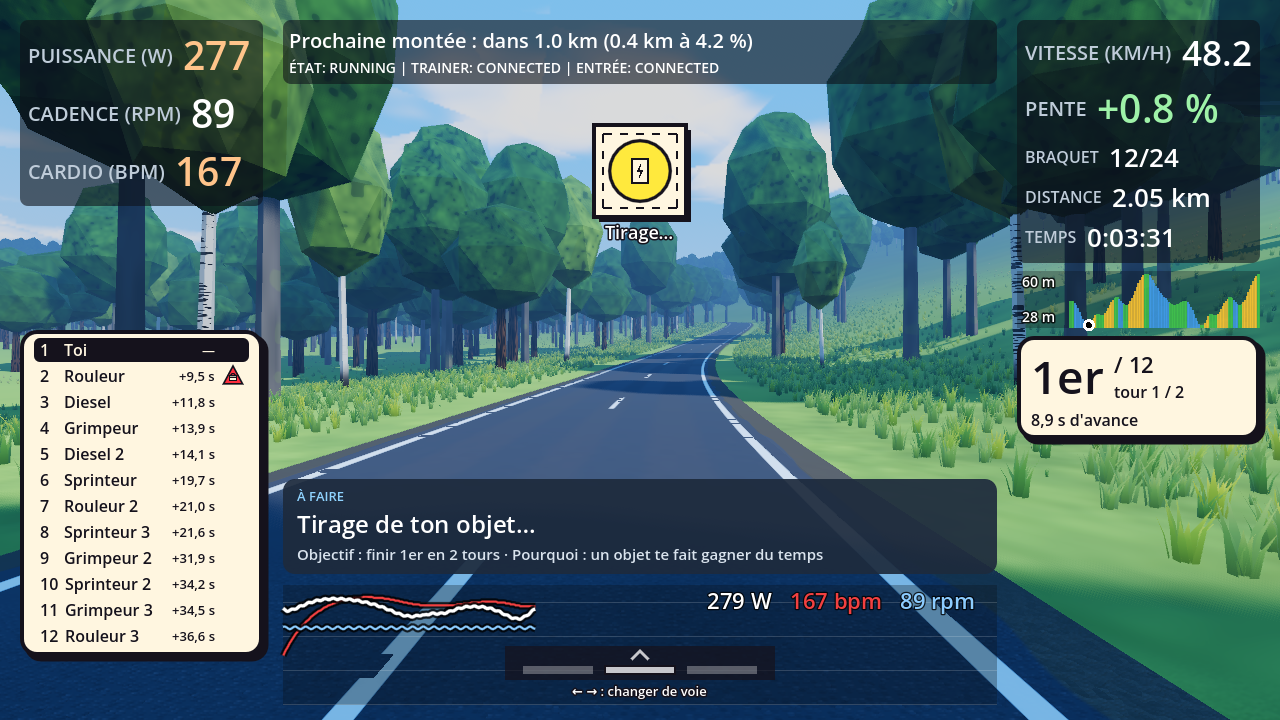 PUISSANCE (W) 277
CADENCE (RPM) 89
CARDIO (BPM) 167
Prochaine montée : dans 1.0 km (0.4 km à 4.2 %)
ÉTAT: RUNNING | TRAINER: CONNECTED | ENTRÉE: CONNECTED
VITESSE (KM/H) 48.2
PENTE +0.8 %
BRAQUET 12/24
DISTANCE 2.05 km
TEMPS 0:03:31
60 m
28 m
Tirage...
1 Toi —
2 Rouleur +9,5 s
3 Diesel +11,8 s
4 Grimpeur +13,9 s
5 Diesel 2 +14,1 s
6 Sprinteur +19,7 s
7 Rouleur 2 +21,0 s
8 Sprinteur 3 +21,6 s
9 Grimpeur 2 +31,9 s
10 Sprinteur 2 +34,2 s
11 Grimpeur 3 +34,5 s
12 Rouleur 3 +36,6 s
1er / 12
tour 1 / 2
8,9 s d'avance
À FAIRE
Tirage de ton objet...
Objectif : finir 1er en 2 tours · Pourquoi : un objet te fait gagner du temps
279 W 167 bpm 89 rpm
← → : changer de voie